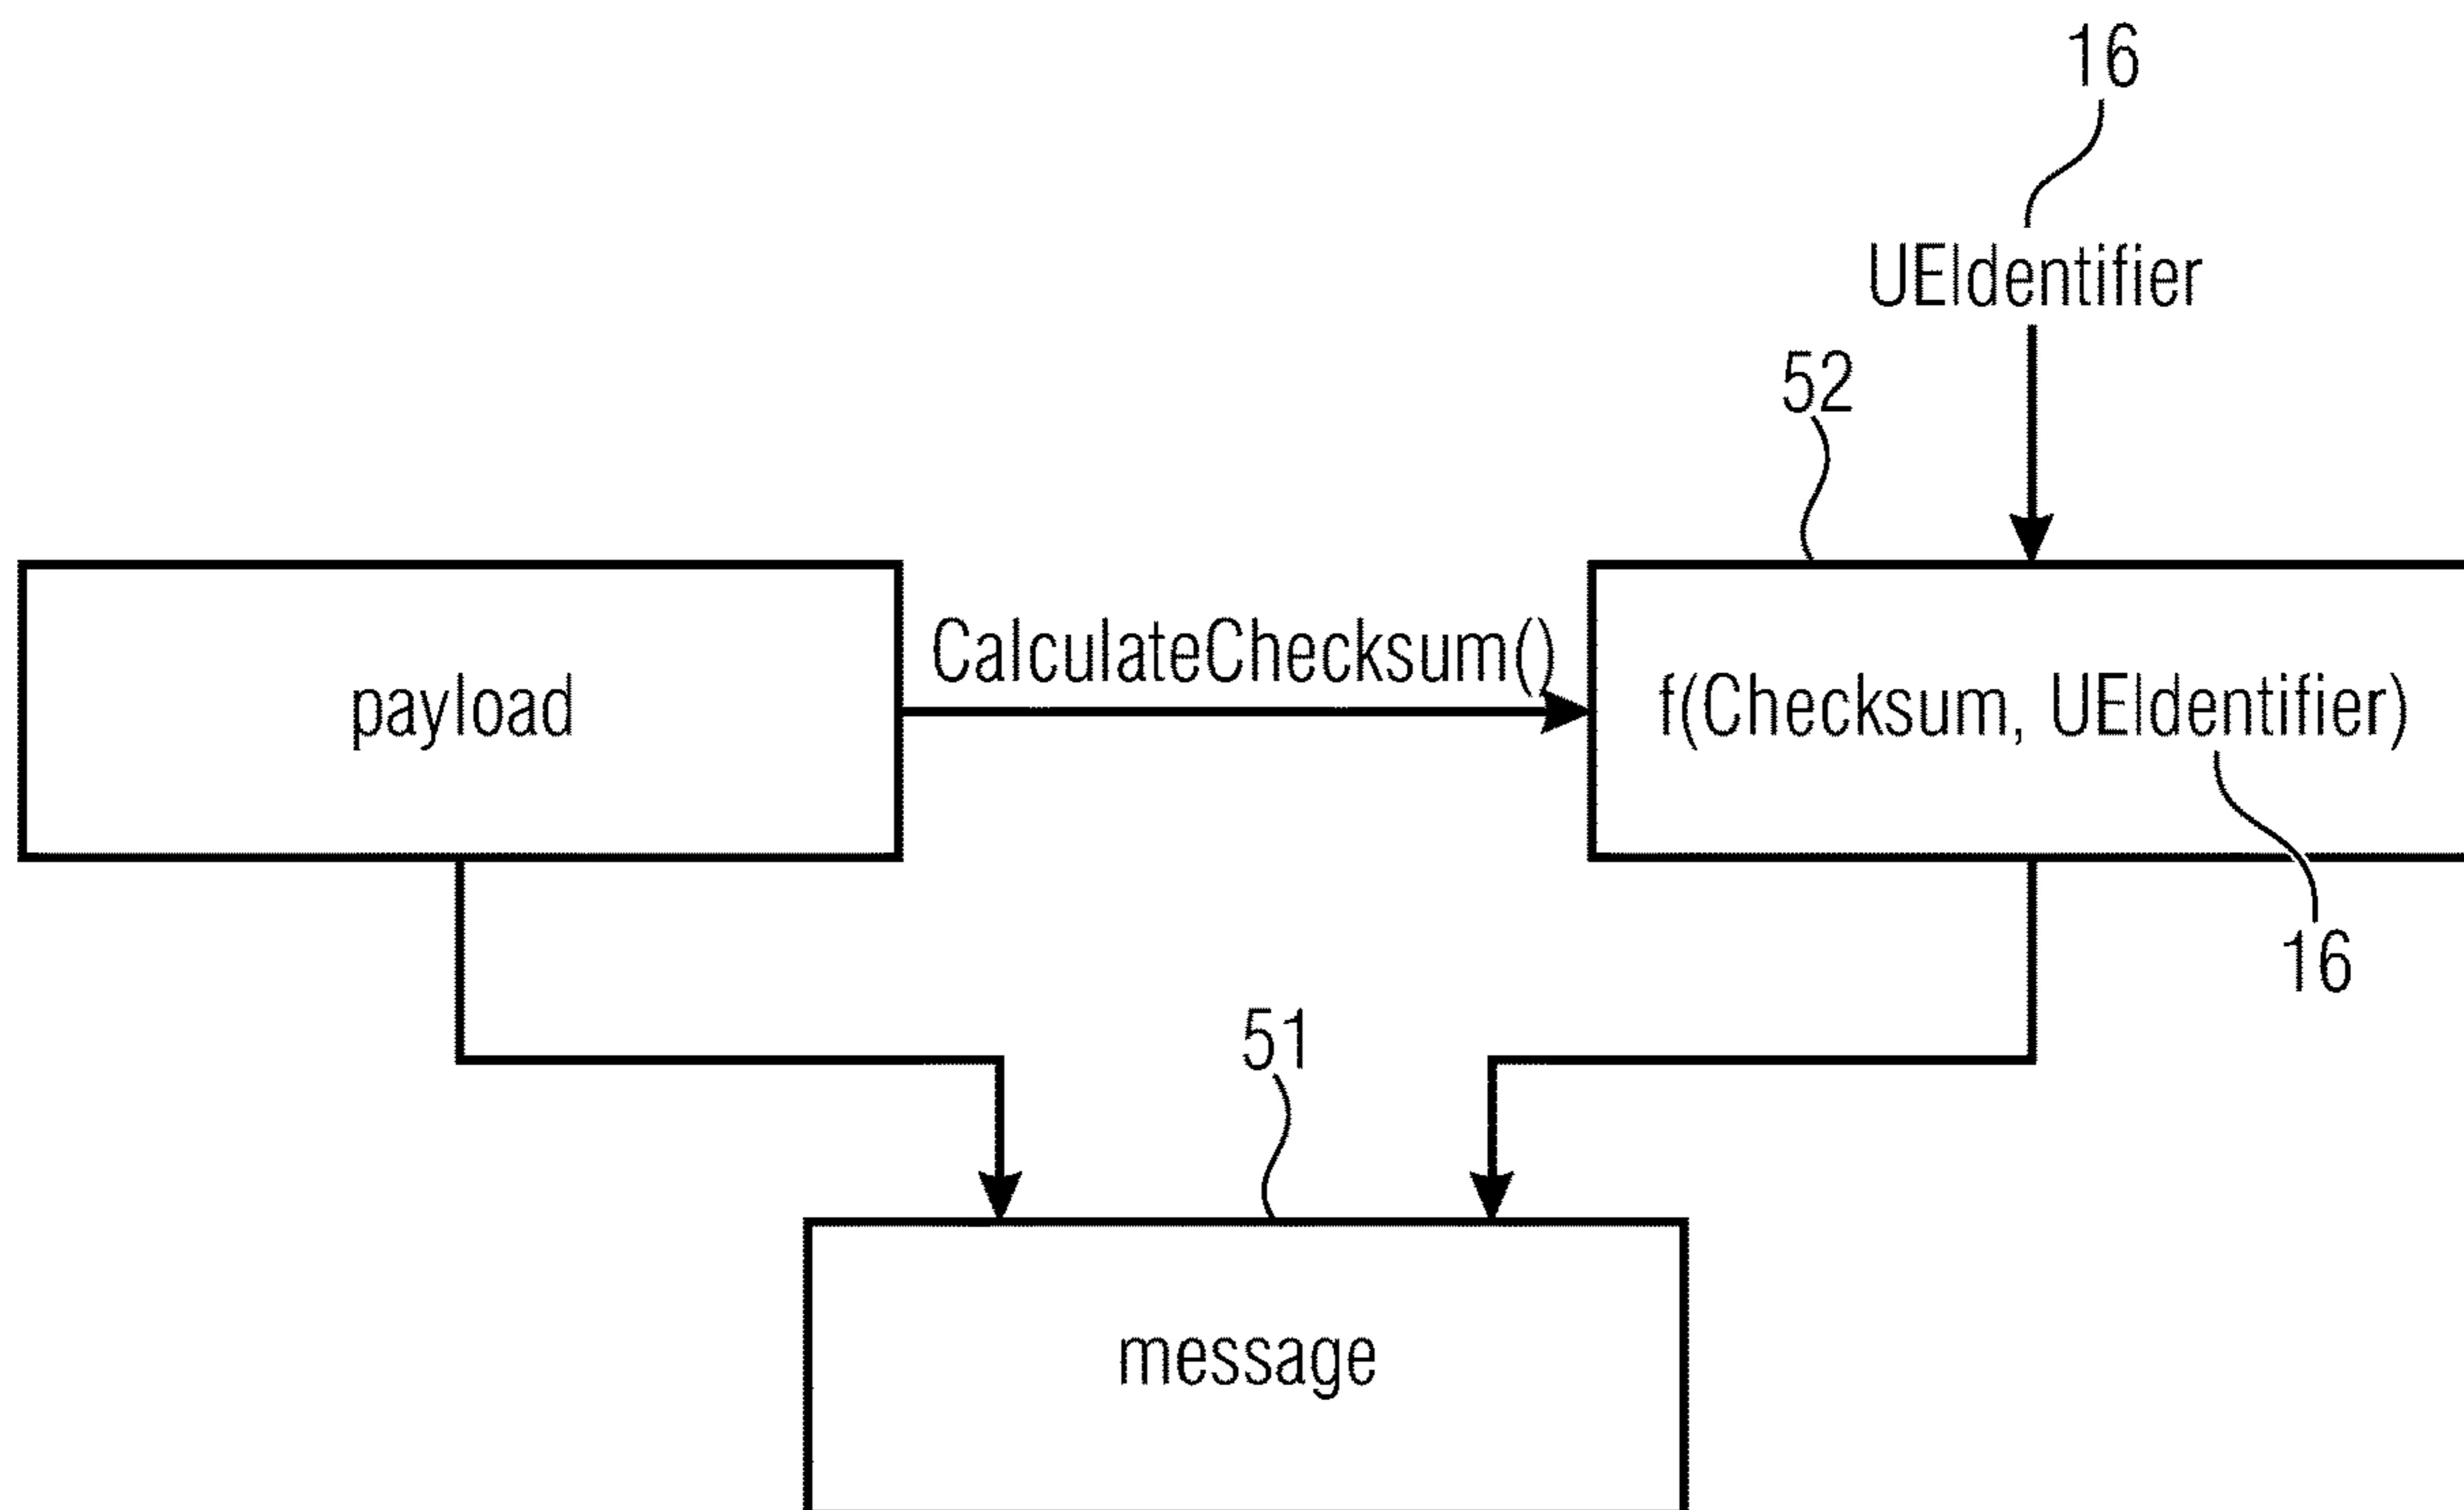 16
UEIdentifier
52
CalculateChecksum()
payload
f(Checksum, UEIdentifier)
16
51
message